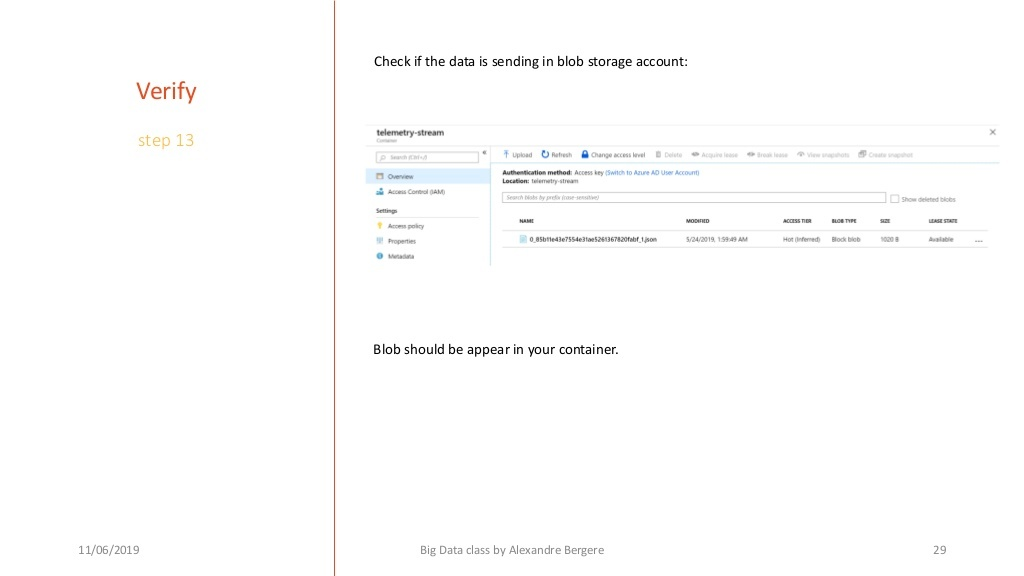 Verify
step 13
Check if the data is sending in blob storage account:
telemetry-stream
Container
Search (Ctrl+/)
Overview
Access Control (IAM)
Settings
Access policy
Properties
Metadata
Upload Refresh Change access level Delete Acquire lease Break lease View snapshots Create snapshot
Authentication method: Access key (Switch to Azure AD User Account)
Location: telemetry-stream
Search blobs by prefix (case-sensitive)
Show deleted blobs
NAME MODIFIED ACCESS TIER BLOB TYPE SIZE LEASE STATE
5/24/2019, 1:59:49 AM Hot (Inferred) Block blob 1020 B Available ...
Blob should be appear in your container.
11/06/2019
Big Data class by Alexandre Bergere
29